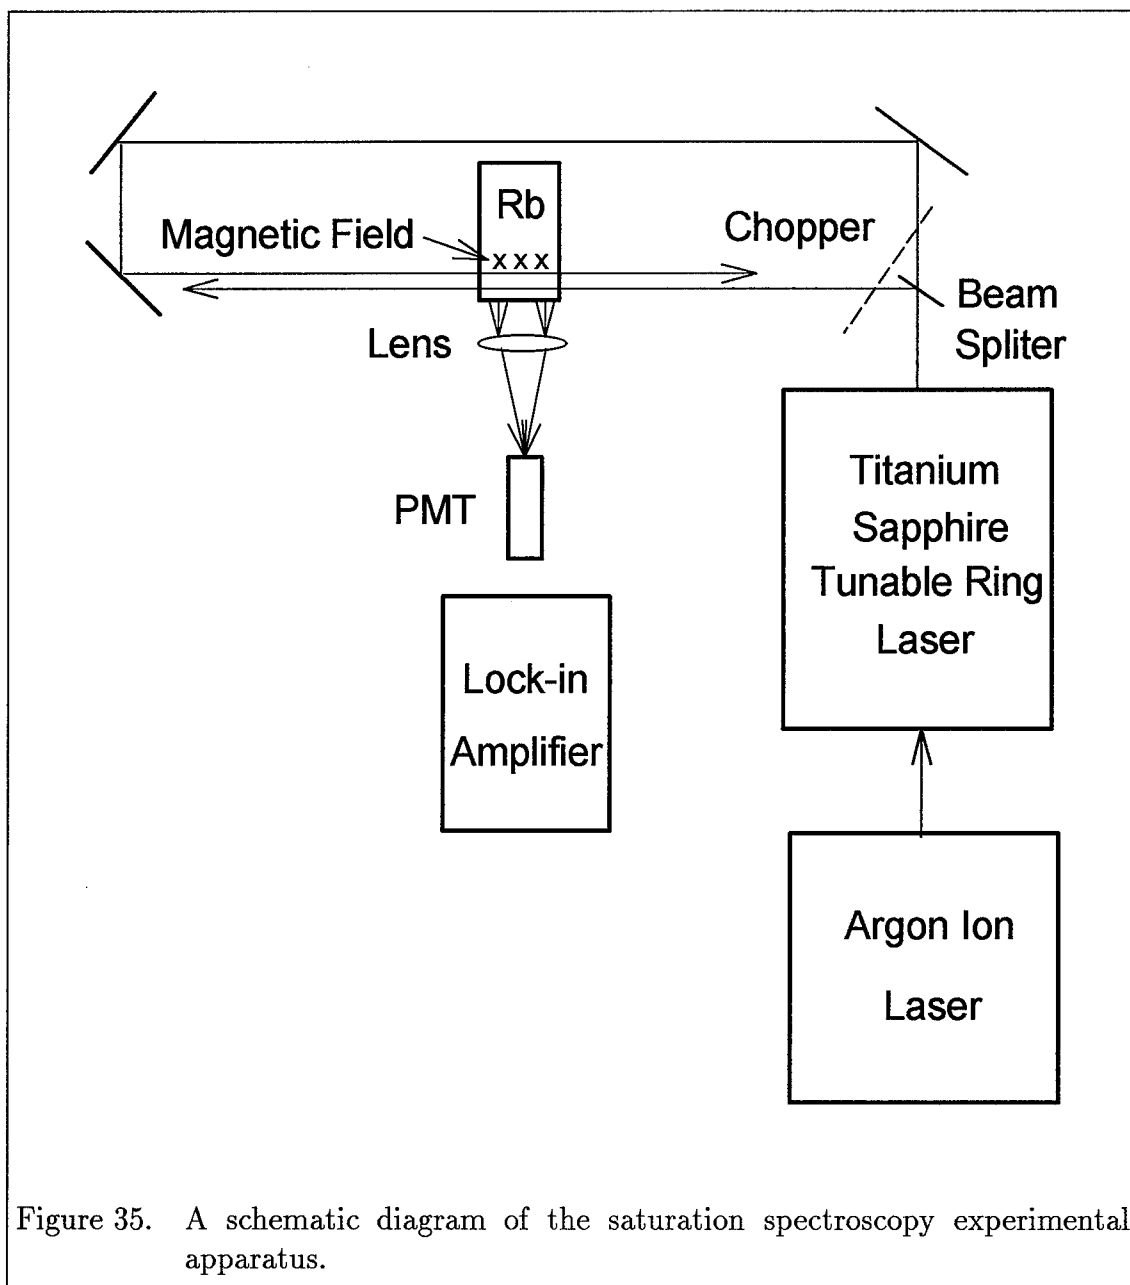 Rb
Magnetic Field
x x x
Chopper
Beam
Spliter
Lens
PMT
Titanium
Sapphire
Tunable Ring
Laser
Lock-in
Amplifier
Argon Ion
Laser
Figure 35. A schematic diagram of the saturation spectroscopy experimental
apparatus.